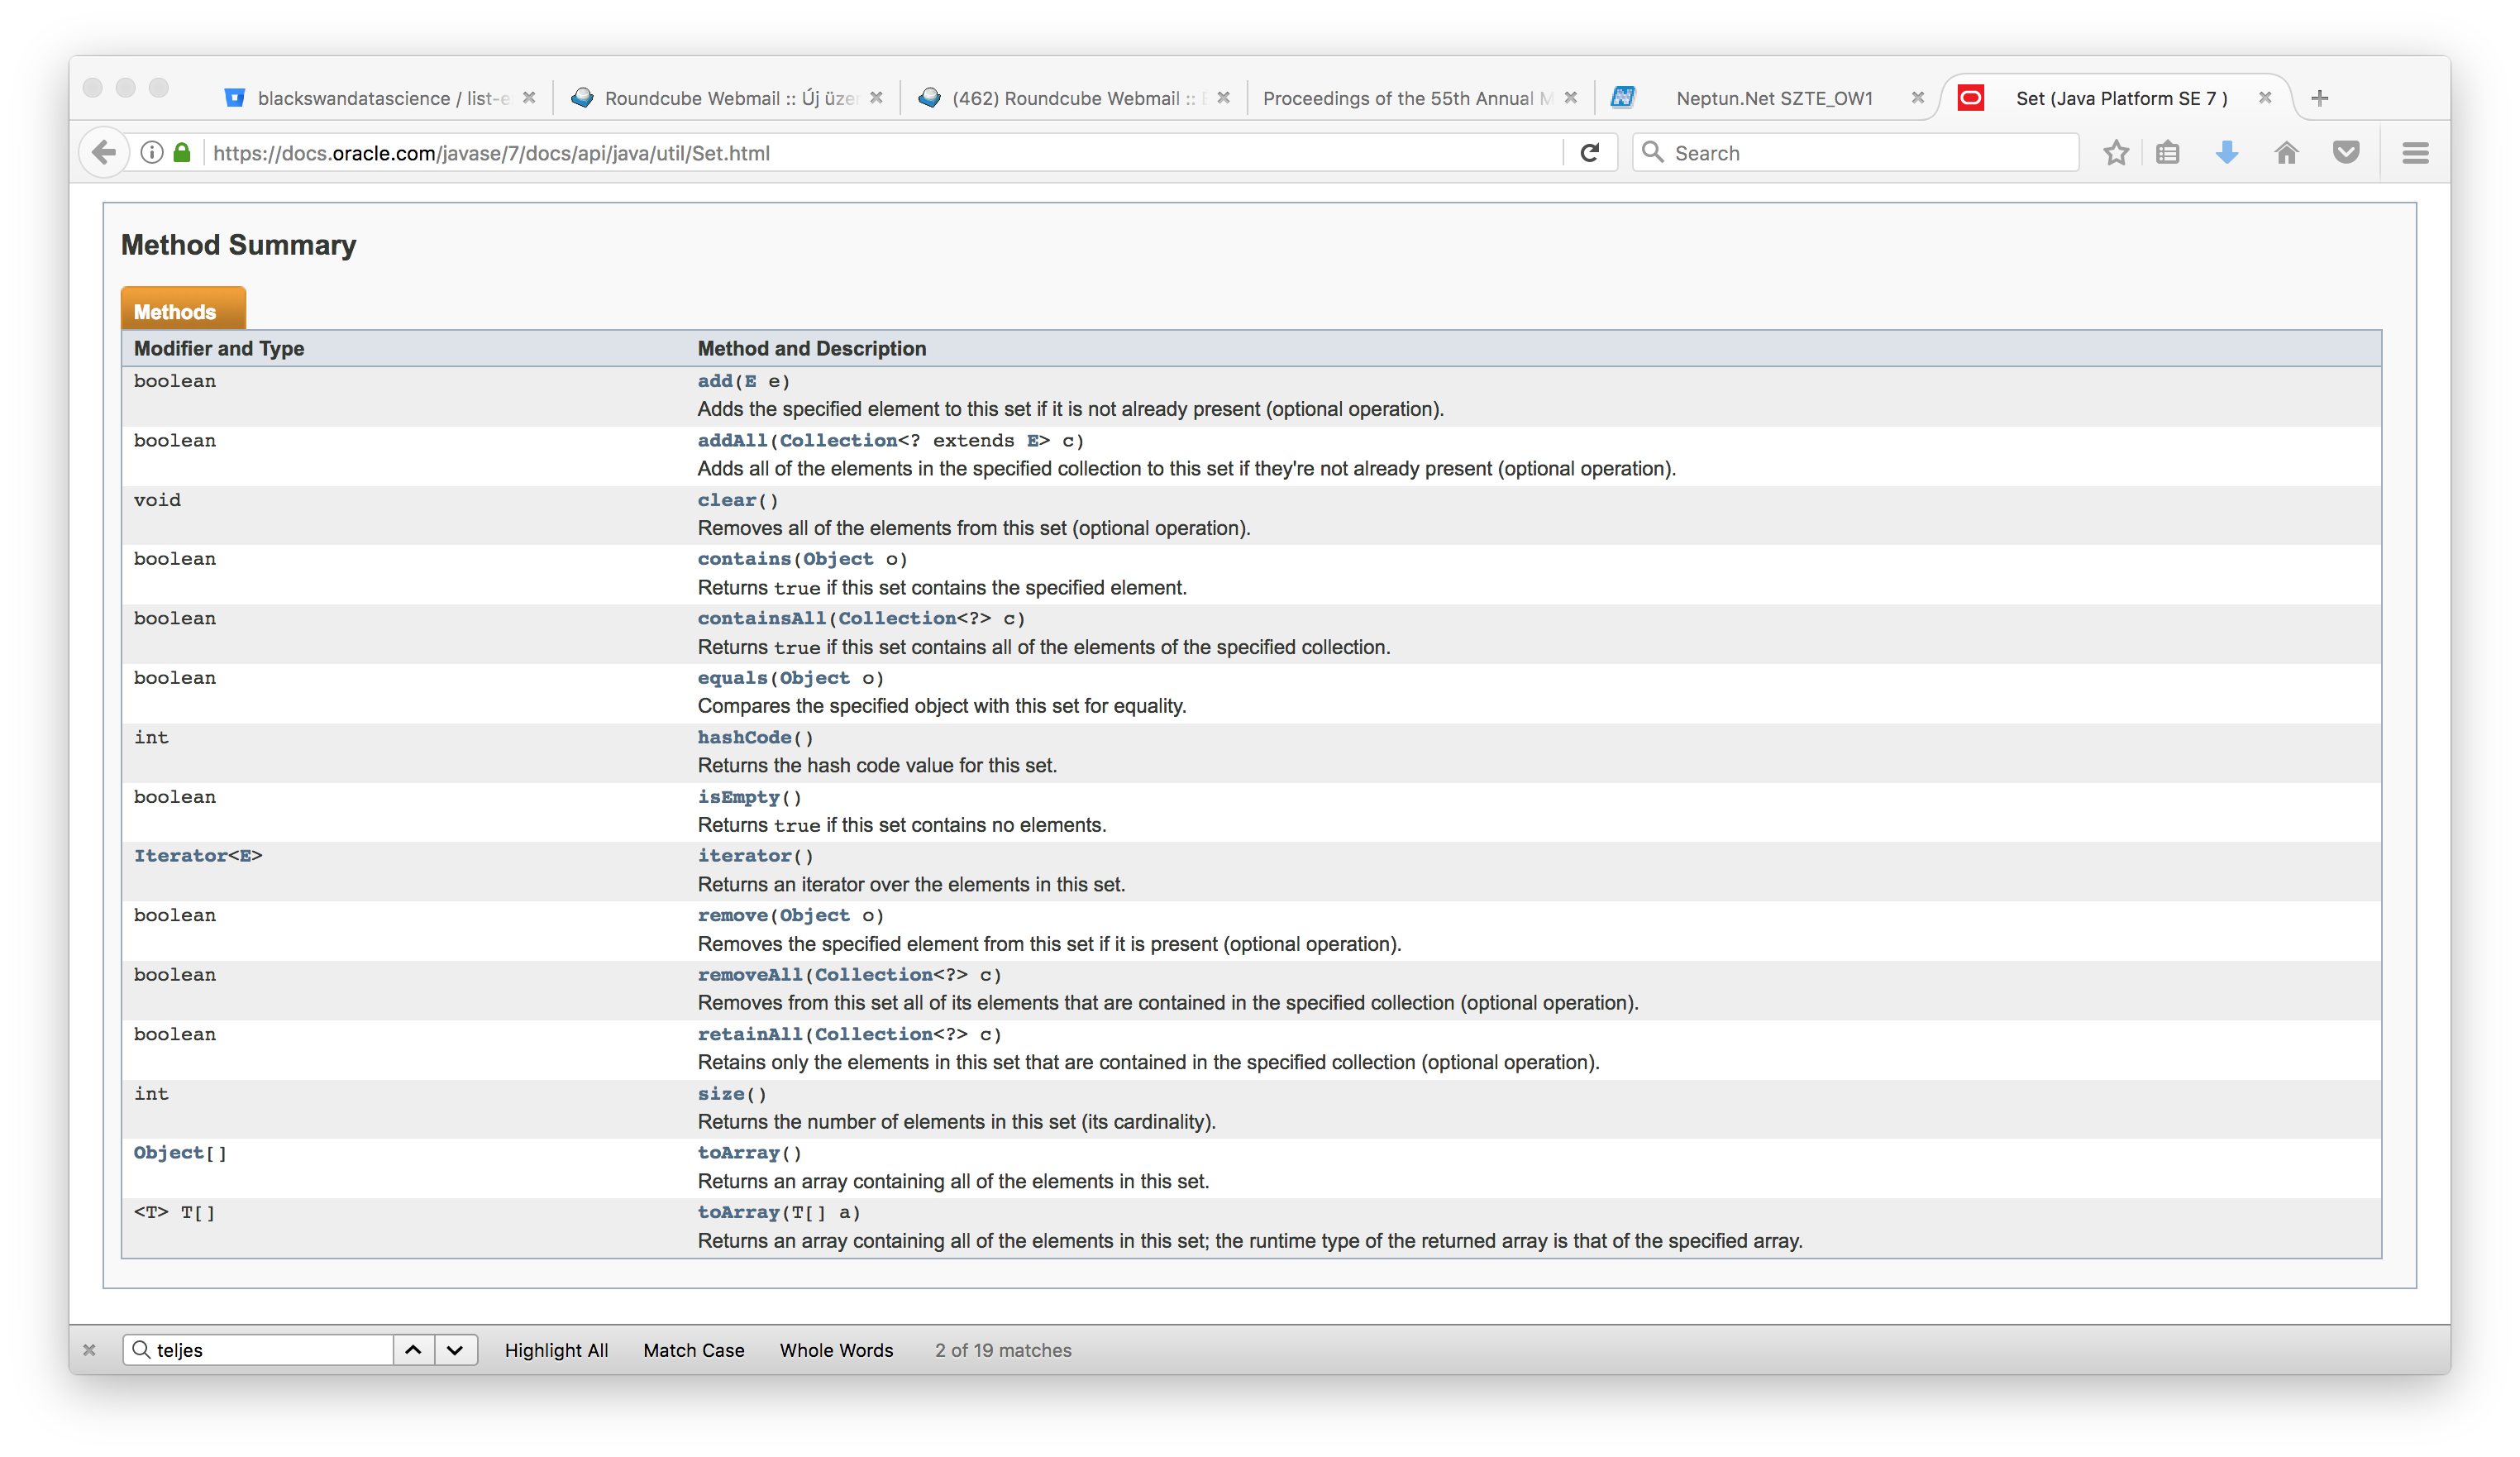 blackswandatascience / list-e
Roundcube Webmail :: Új üzer
(462) Roundcube Webmail ::
Proceedings of the 55th Annual M
Neptun.Net SZTE_OW1
Set (Java Platform SE 7 )
https://docs.oracle.com/javase/7/docs/api/java/util/Set.html
Search
Method Summary
Methods
Modifier and Type Method and Description
boolean add(E e)
Adds the specified element to this set if it is not already present (optional operation).
boolean addAll(Collection<? extends E> c)
Adds all of the elements in the specified collection to this set if they're not already present (optional operation).
void clear()
Removes all of the elements from this set (optional operation).
boolean contains(Object o)
Returns true if this set contains the specified element.
boolean containsAll(Collection<?> c)
Returns true if this set contains all of the elements of the specified collection.
boolean equals(Object o)
Compares the specified object with this set for equality.
int hashCode()
Returns the hash code value for this set.
boolean isEmpty()
Returns true if this set contains no elements.
Iterator<E> iterator()
Returns an iterator over the elements in this set.
boolean remove(Object o)
Removes the specified element from this set if it is present (optional operation).
boolean removeAll(Collection<?> c)
Removes from this set all of its elements that are contained in the specified collection (optional operation).
boolean retainAll(Collection<?> c)
Retains only the elements in this set that are contained in the specified collection (optional operation).
int size()
Returns the number of elements in this set (its cardinality).
Object[] toArray()
Returns an array containing all of the elements in this set.
<T> T[] toArray(T[] a)
Returns an array containing all of the elements in this set; the runtime type of the returned array is that of the specified array.
teljes Highlight All Match Case Whole Words 2 of 19 matches